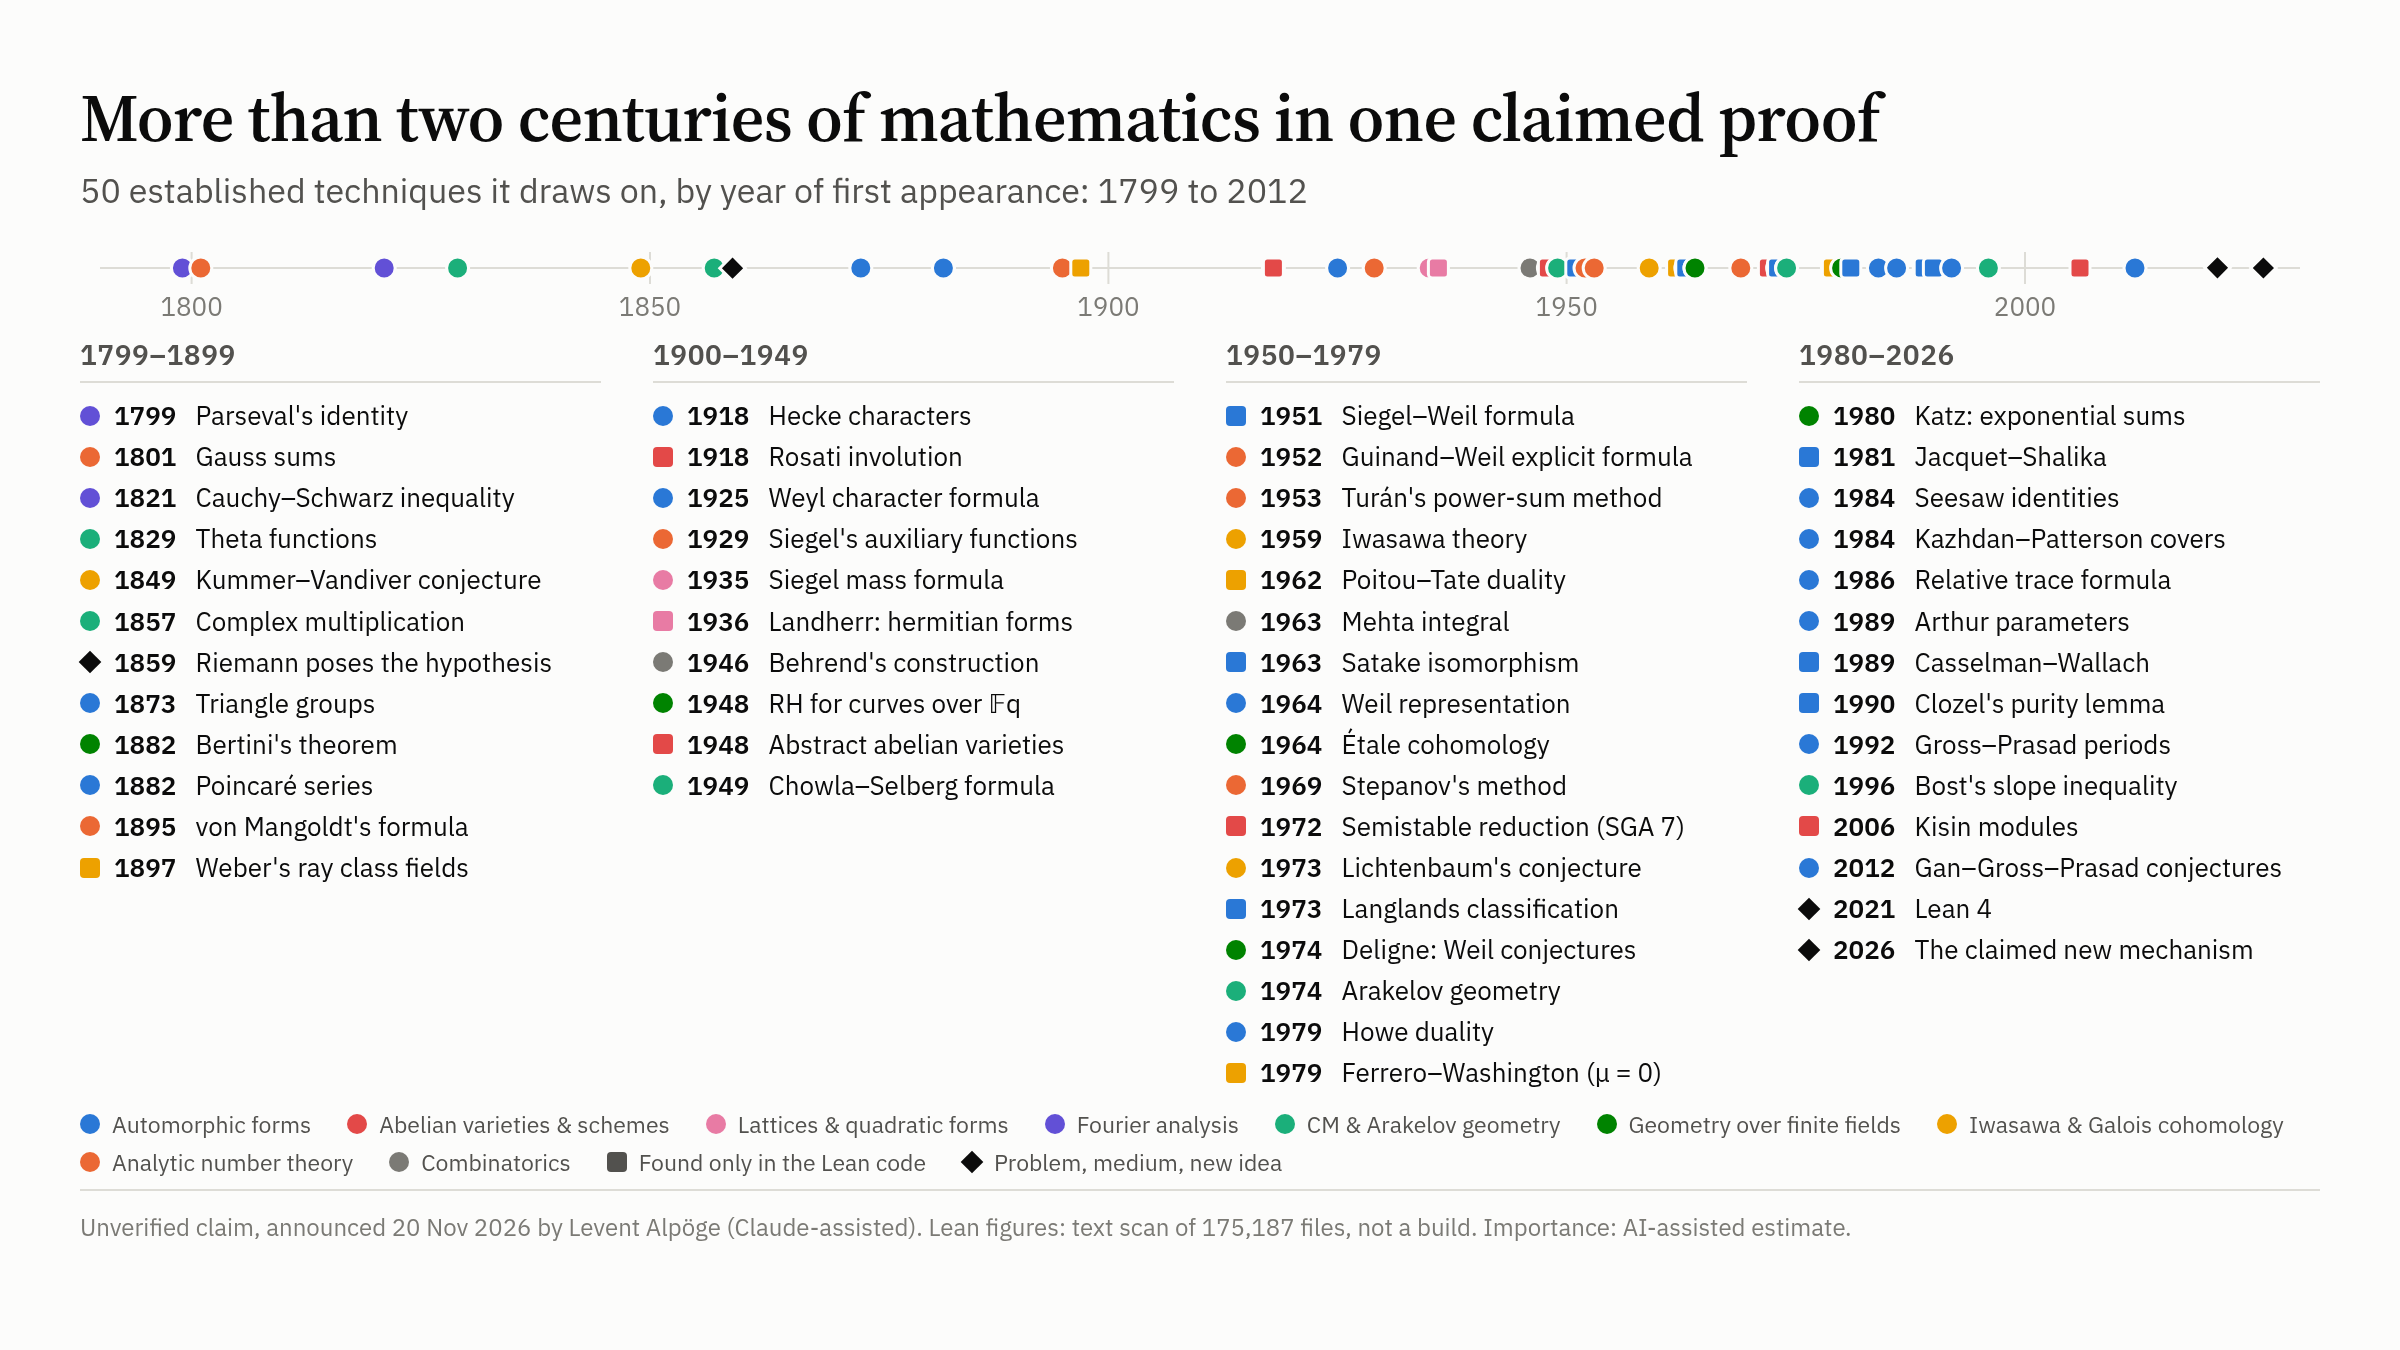 More than two centuries of mathematics in one claimed proof
50 established techniques it draws on, by year of first appearance: 1799 to 2012
1800 1850 1900 1950 2000
1799–1899
1799 Parseval's identity
1801 Gauss sums
1821 Cauchy–Schwarz inequality
1829 Theta functions
1849 Kummer–Vandiver conjecture
1857 Complex multiplication
1859 Riemann poses the hypothesis
1873 Triangle groups
1882 Bertini's theorem
1882 Poincaré series
1895 von Mangoldt's formula
1897 Weber's ray class fields
1900–1949
1918 Hecke characters
1918 Rosati involution
1925 Weyl character formula
1929 Siegel's auxiliary functions
1935 Siegel mass formula
1936 Landherr: hermitian forms
1946 Behrend's construction
1948 RH for curves over 𝔽q
1948 Abstract abelian varieties
1949 Chowla–Selberg formula
1950–1979
1951 Siegel–Weil formula
1952 Guinand–Weil explicit formula
1953 Turán's power-sum method
1959 Iwasawa theory
1962 Poitou–Tate duality
1963 Mehta integral
1963 Satake isomorphism
1964 Weil representation
1964 Étale cohomology
1969 Stepanov's method
1972 Semistable reduction (SGA 7)
1973 Lichtenbaum's conjecture
1973 Langlands classification
1974 Deligne: Weil conjectures
1974 Arakelov geometry
1979 Howe duality
1979 Ferrero–Washington (μ = 0)
1980–2026
1980 Katz: exponential sums
1981 Jacquet–Shalika
1984 Seesaw identities
1984 Kazhdan–Patterson covers
1986 Relative trace formula
1989 Arthur parameters
1989 Casselman–Wallach
1990 Clozel's purity lemma
1992 Gross–Prasad periods
1996 Bost's slope inequality
2006 Kisin modules
2012 Gan–Gross–Prasad conjectures
2021 Lean 4
2026 The claimed new mechanism
Automorphic forms Abelian varieties & schemes Lattices & quadratic forms Fourier analysis CM & Arakelov geometry Geometry over finite fields Iwasawa & Galois cohomology
Analytic number theory Combinatorics Found only in the Lean code Problem, medium, new idea
Unverified claim, announced 20 Nov 2026 by Levent Alpöge (Claude-assisted). Lean figures: text scan of 175,187 files, not a build. Importance: AI-assisted estimate.